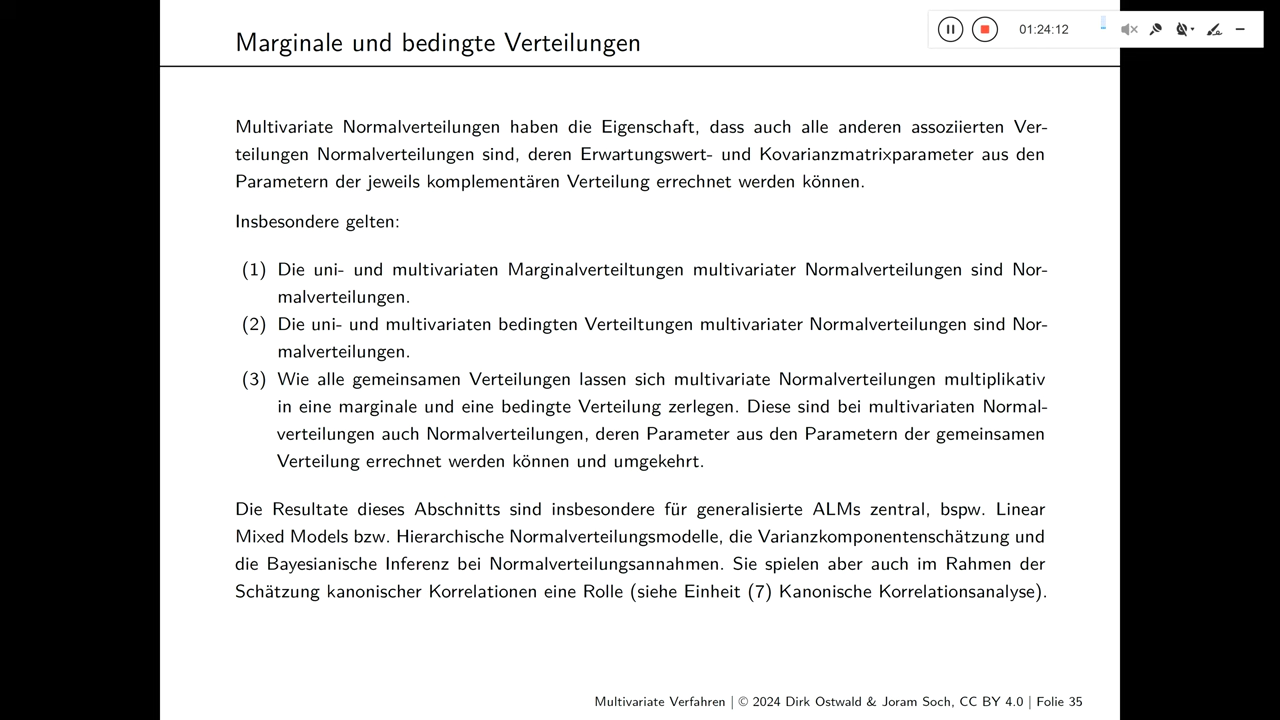 Marginale und bedingte Verteilungen
01:24:12
Multivariate Normalverteilungen haben die Eigenschaft, dass auch alle anderen assoziierten Ver-
teilungen Normalverteilungen sind, deren Erwartungswert- und Kovarianzmatrixparameter aus den
Parametern der jeweils komplementären Verteilung errechnet werden können.
Insbesondere gelten:
(1) Die uni- und multivariaten Marginalverteiltungen multivariater Normalverteilungen sind Nor-
malverteilungen.
(2) Die uni- und multivariaten bedingten Verteiltungen multivariater Normalverteilungen sind Nor-
malverteilungen.
(3) Wie alle gemeinsamen Verteilungen lassen sich multivariate Normalverteilungen multiplikativ
in eine marginale und eine bedingte Verteilung zerlegen. Diese sind bei multivariaten Normal-
verteilungen auch Normalverteilungen, deren Parameter aus den Parametern der gemeinsamen
Verteilung errechnet werden können und umgekehrt.
Die Resultate dieses Abschnitts sind insbesondere für generalisierte ALMs zentral, bspw. Linear
Mixed Models bzw. Hierarchische Normalverteilungsmodelle, die Varianzkomponentenschätzung und
die Bayesianische Inferenz bei Normalverteilungsannahmen. Sie spielen aber auch im Rahmen der
Schätzung kanonischer Korrelationen eine Rolle (siehe Einheit (7) Kanonische Korrelationsanalyse).
Multivariate Verfahren | © 2024 Dirk Ostwald & Joram Soch, CC BY 4.0 | Folie 35